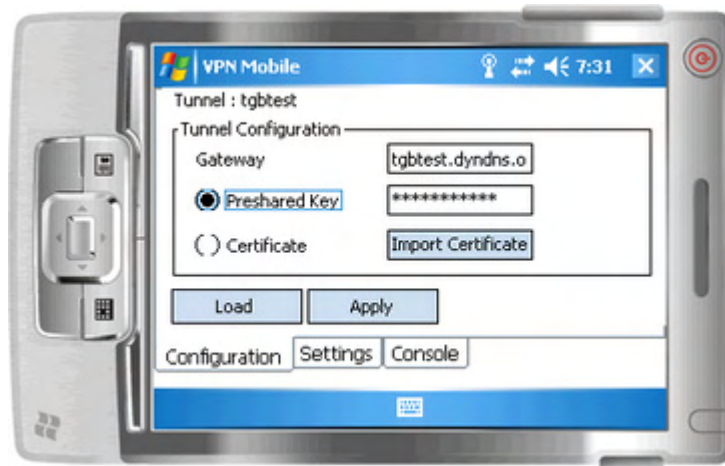 VPN Mobile 7:31
Tunnel : tgbtest
Tunnel Configuration
Gateway tgbtest.dyndns.o
Preshared Key ***********
Certificate Import Certificate
Load Apply
Configuration Settings Console